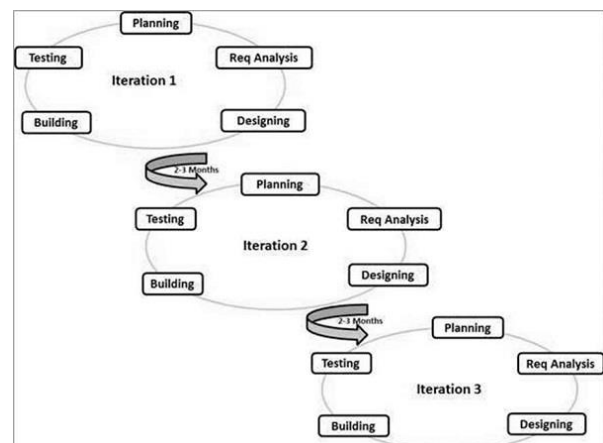 Planning
Testing
Req Analysis
Iteration 1
Building
Designing
2-3 Months
Planning
Testing
Req Analysis
Iteration 2
Building
Designing
2-3 Months
Planning
Testing
Req Analysis
Iteration 3
Building
Designing